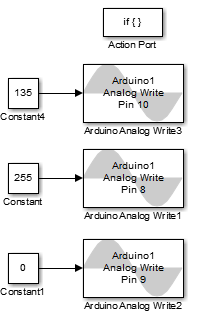 if { }
Action Port
135
Constant4
Arduino1
Analog Write
Pin 10
Arduino Analog Write3
255
Constant
Arduino1
Analog Write
Pin 8
Arduino Analog Write1
0
Constant1
Arduino1
Analog Write
Pin 9
Arduino Analog Write2